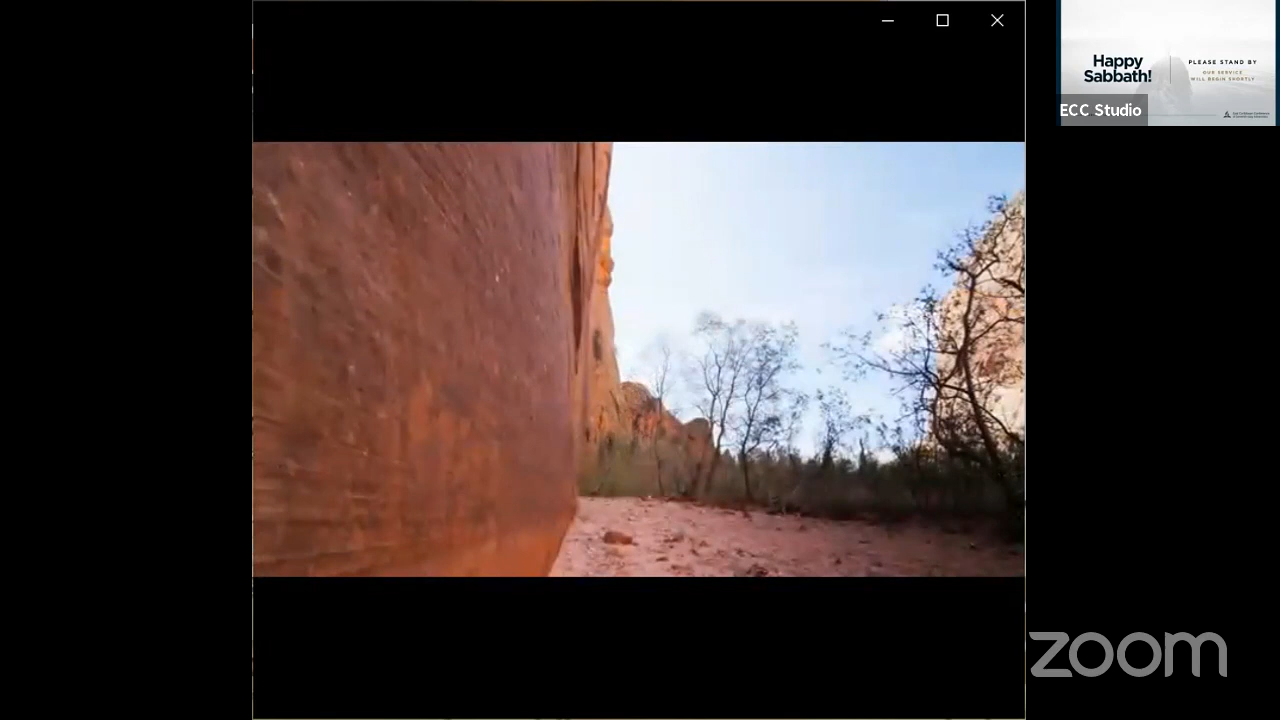 Happy
Sabbath!
PLEASE STAND BY
OUR SERVICE
WILL BEGIN SHORTLY
ECC Studio
zoom